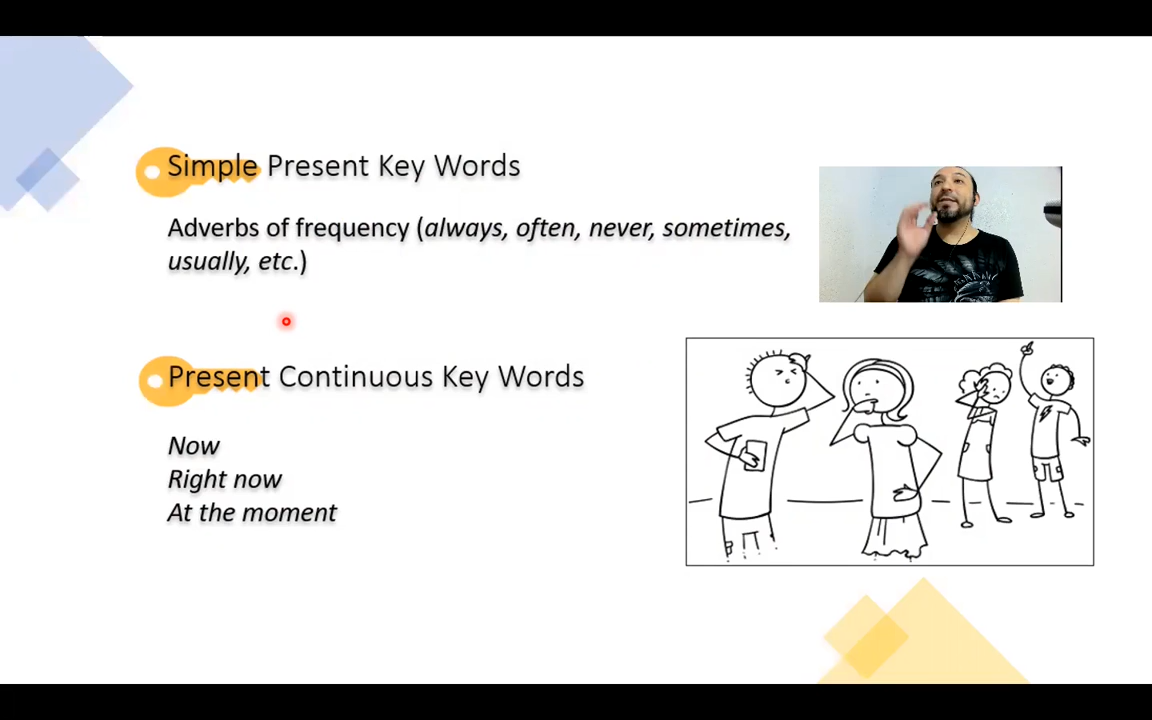 Simple Present Key Words
Adverbs of frequency (always, often, never, sometimes,
usually, etc.)
Present Continuous Key Words
Now
Right now
At the moment